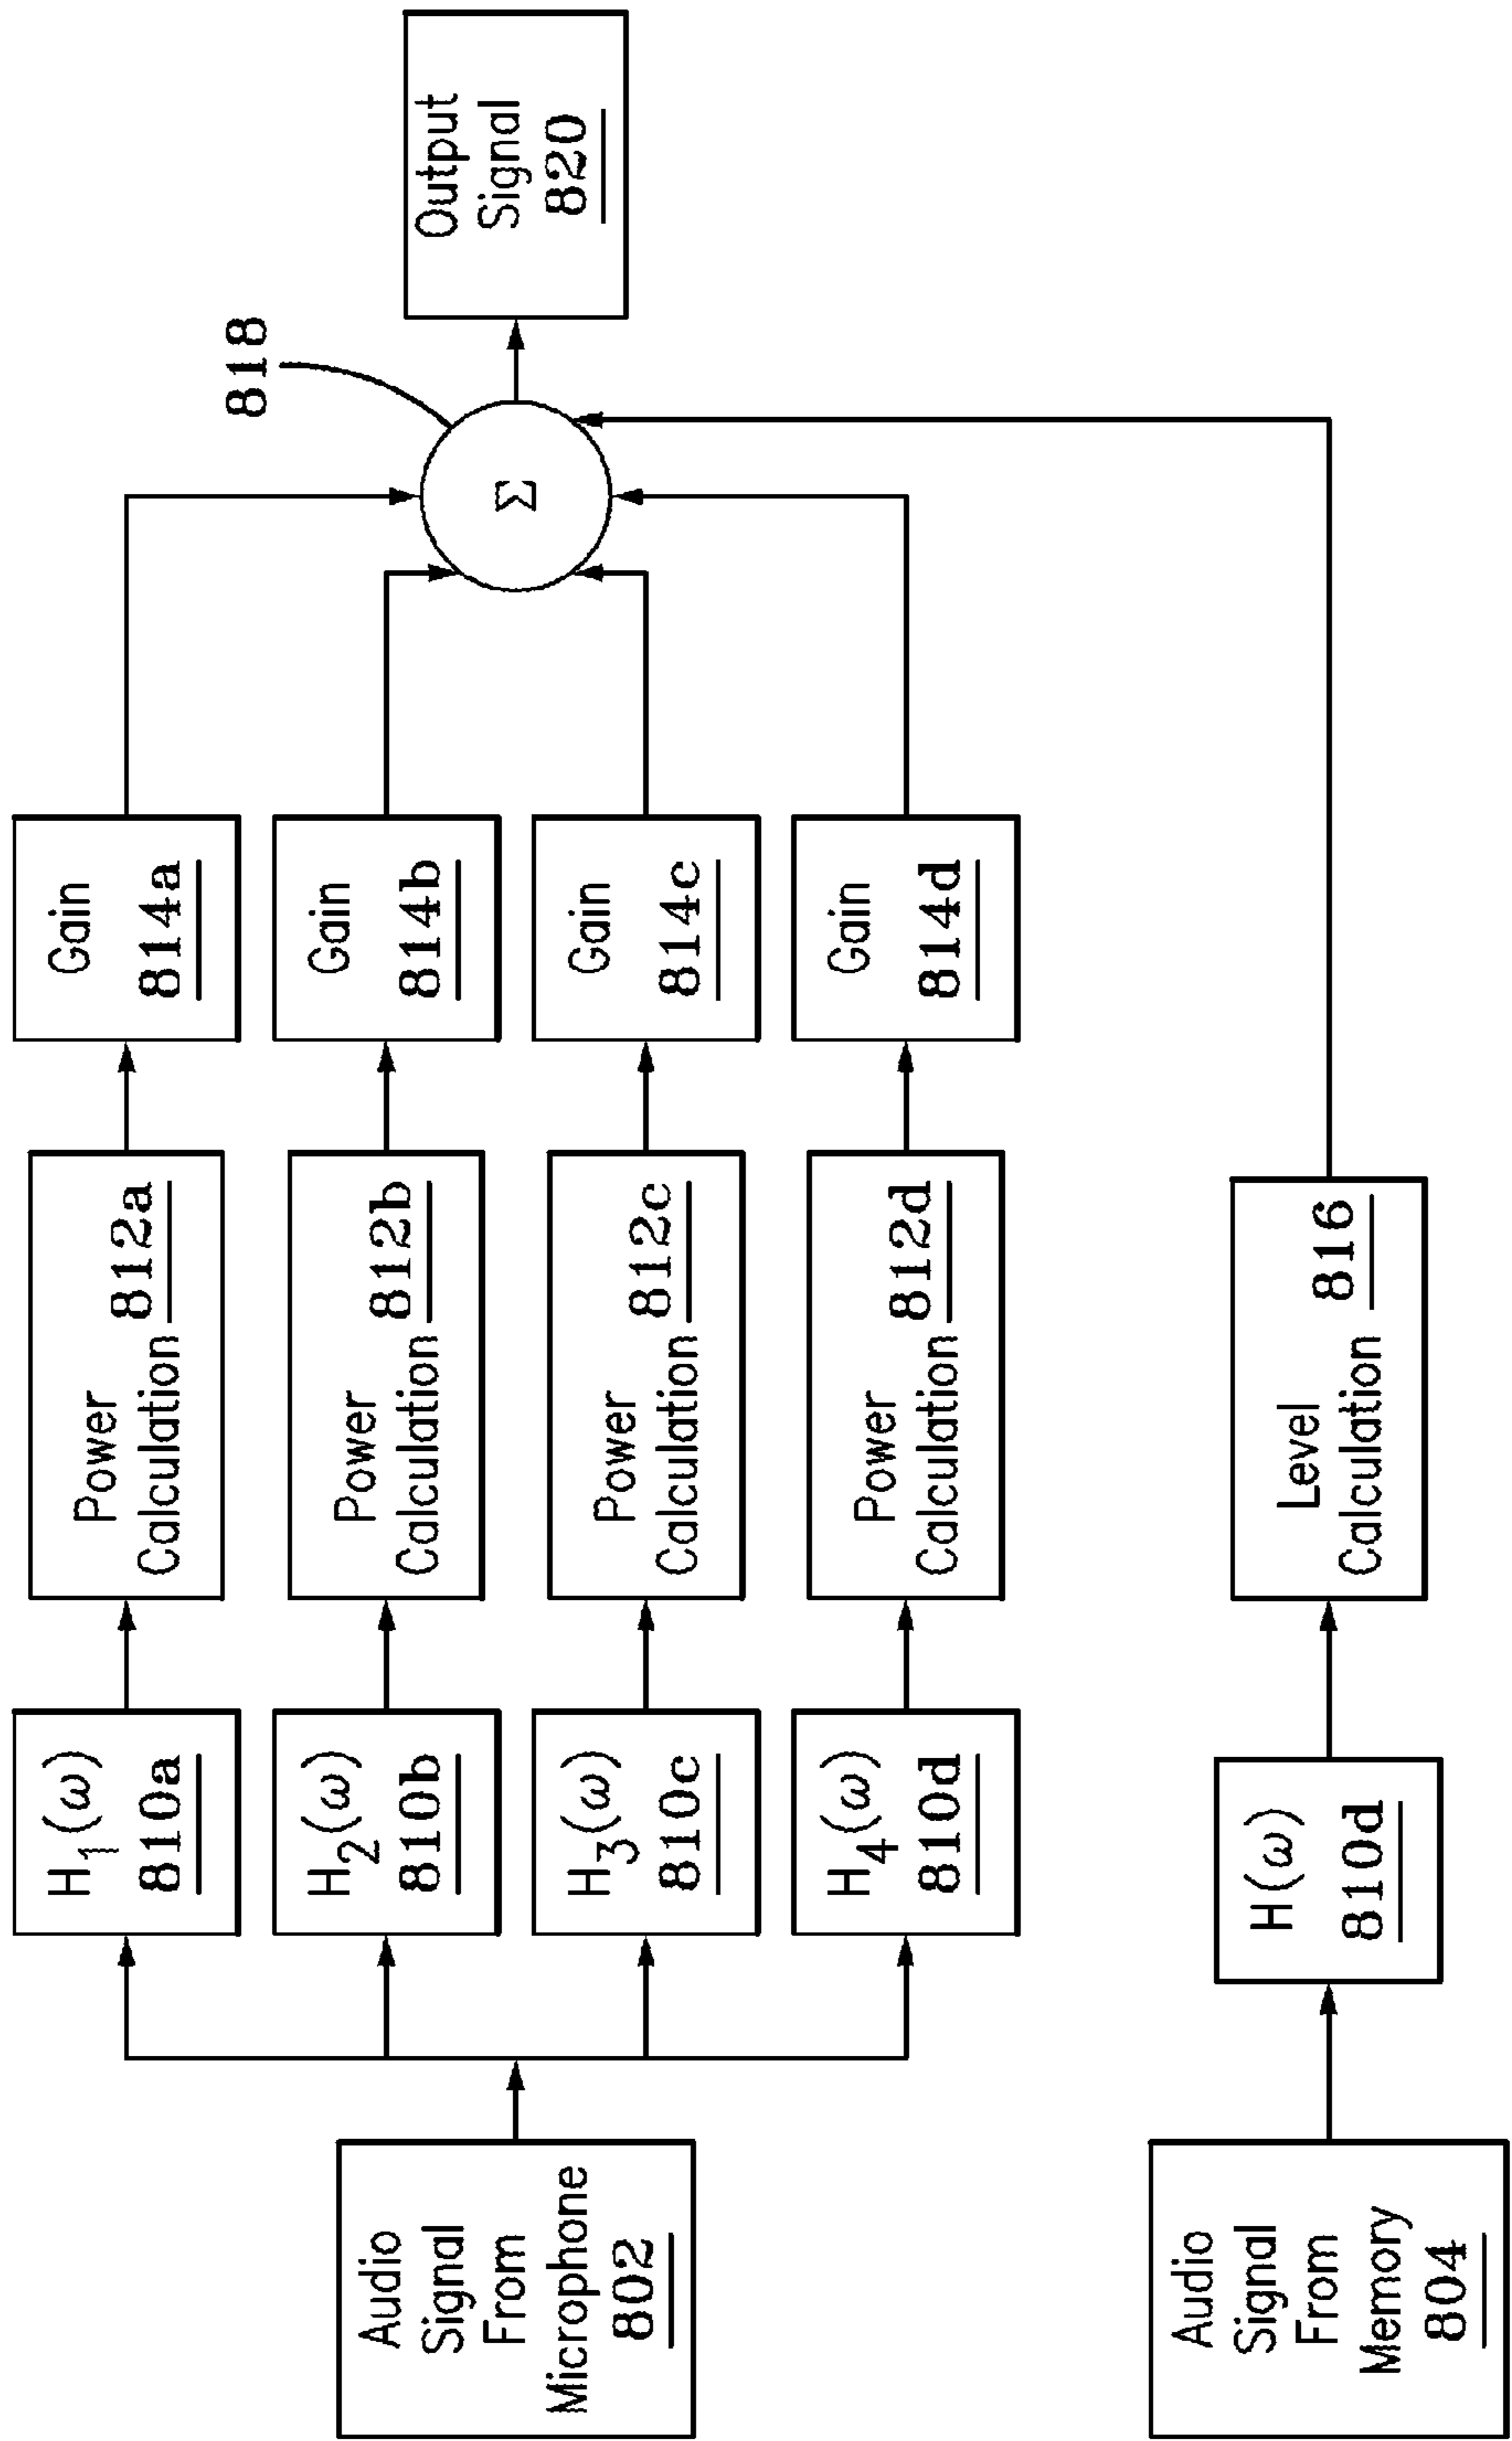 Audio
Signal
From
Microphone
802
H1(ω)
810a
Power
Calculation 812a
Gain
814a
H2(ω)
810b
Power
Calculation 812b
Gain
814b
H3(ω)
810c
Power
Calculation 812c
Gain
814c
H4(ω)
810d
Power
Calculation 812d
Gain
814d
818
Σ
Output
Signal
820
Audio
Signal
From
Memory
804
H(ω)
810d
Level
Calculation 816